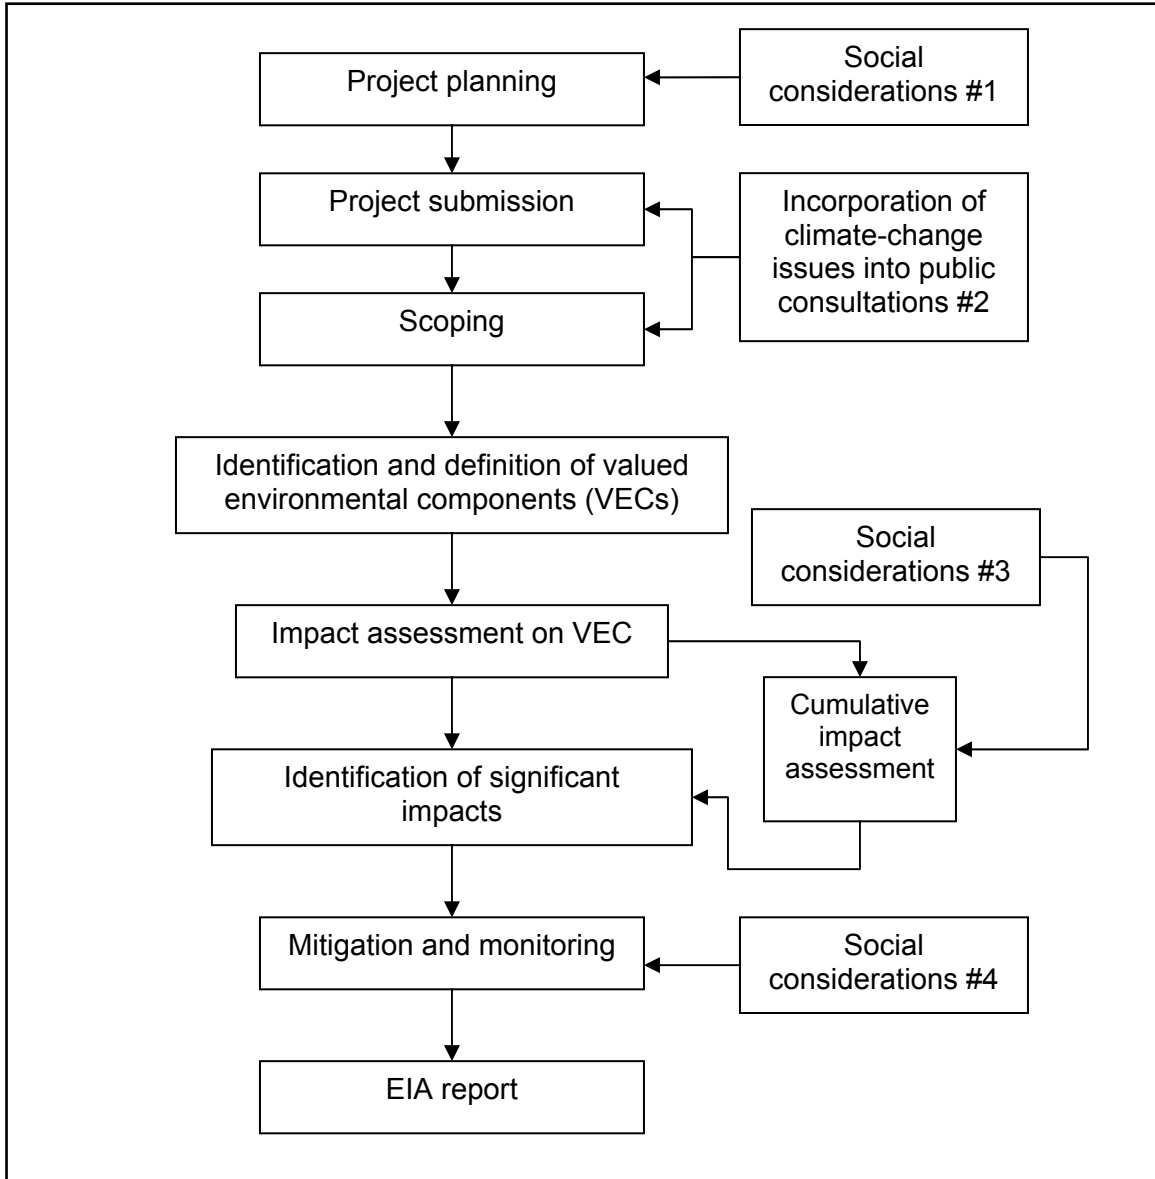 Project planning
Social
considerations #1
Project submission
Incorporation of
climate-change
issues into public
consultations #2
Scoping
Identification and definition of valued
environmental components (VECs)
Social
considerations #3
Impact assessment on VEC
Cumulative
impact
assessment
Identification of significant
impacts
Mitigation and monitoring
Social
considerations #4
EIA report